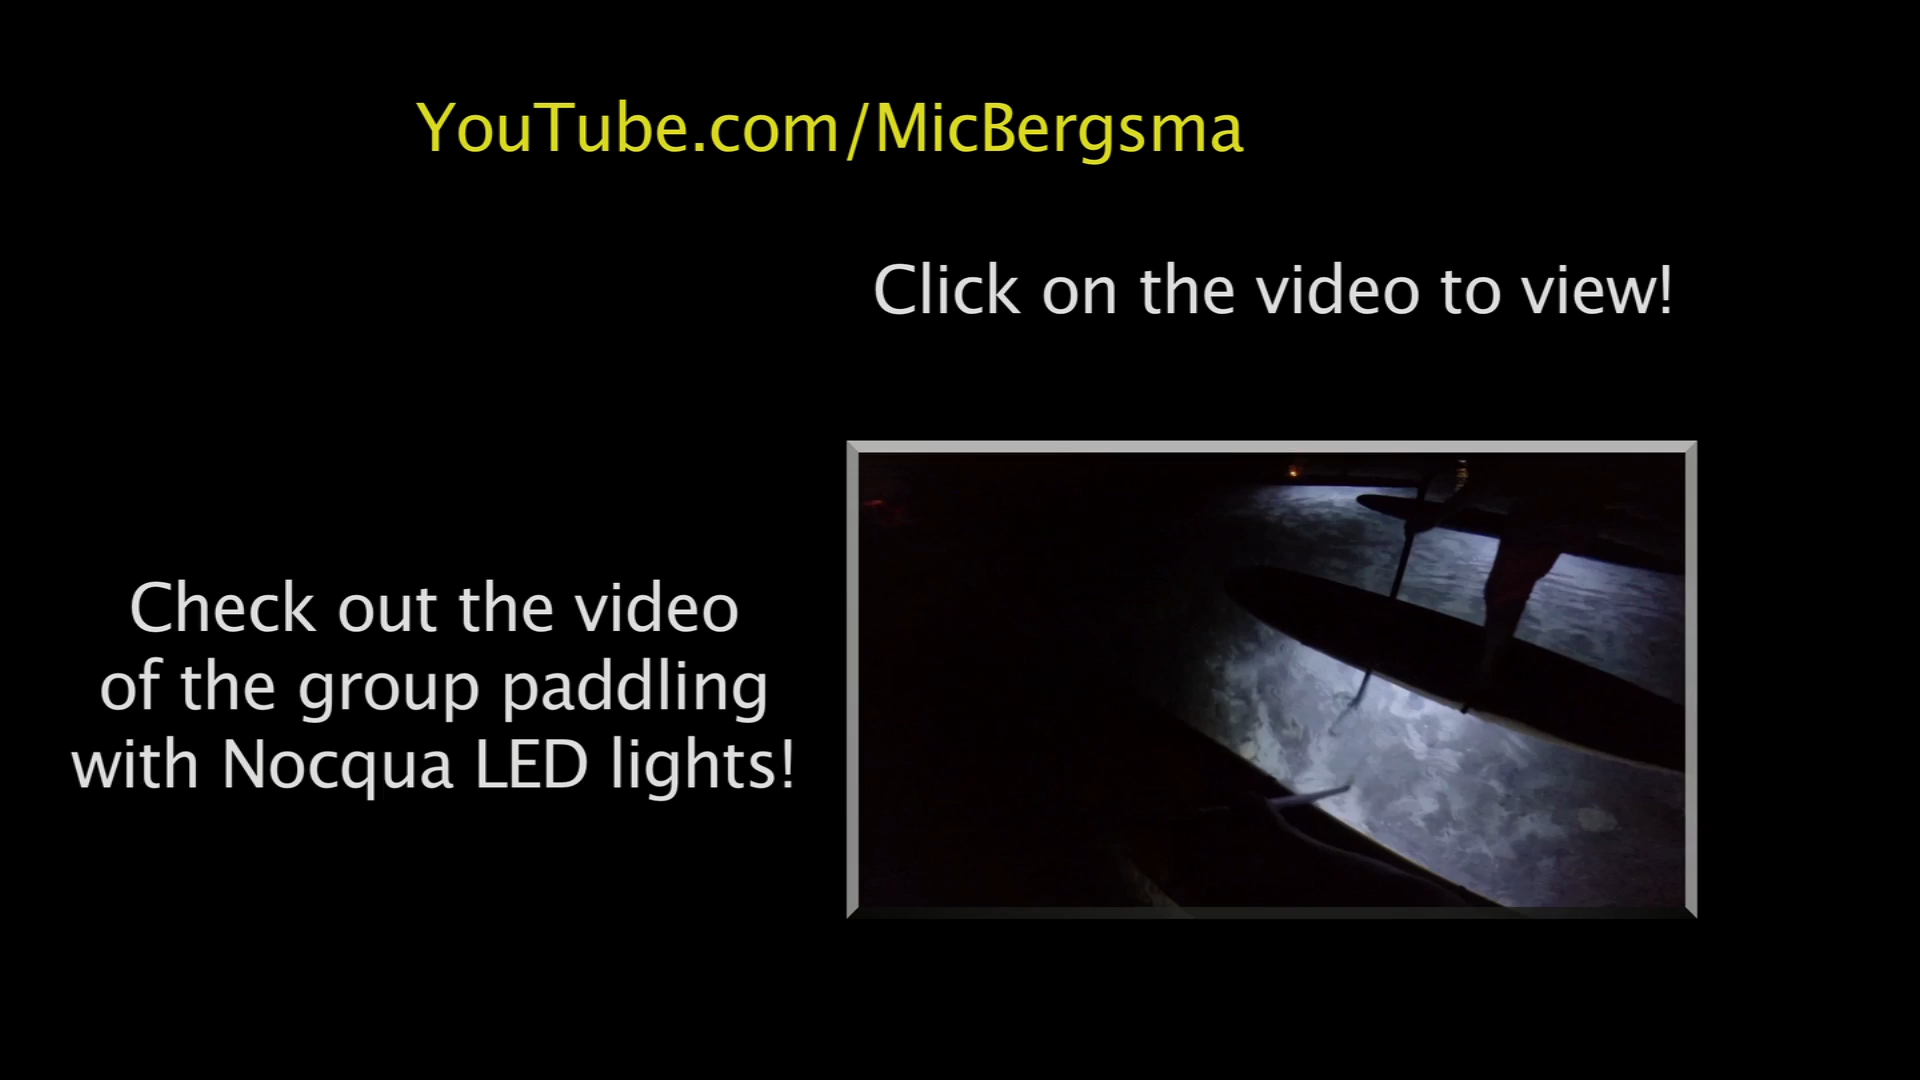 YouTube.com/MicBergsma
Click on the video to view!
Check out the video
of the group paddling
with Nocqua LED lights!